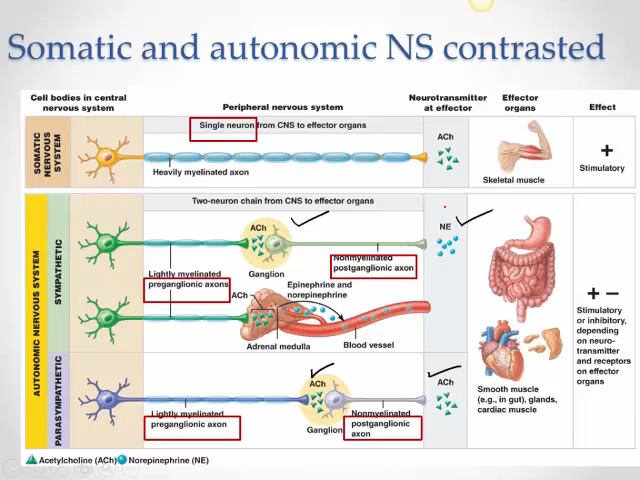 Somatic and autonomic NS contrasted
Cell bodies in central
nervous system
Peripheral nervous system
Neurotransmitter
at effector
Effector
organs
Effect
SOMATIC
NERVOUS
SYSTEM
Single neuron from CNS to effector organs
Heavily myelinated axon
ACh
Skeletal muscle
+
Stimulatory
AUTONOMIC NERVOUS SYSTEM
SYMPATHETIC
Two-neuron chain from CNS to effector organs
ACh
NE
Ganglion
Lightly myelinated
preganglionic axons
Nonmyelinated
postganglionic axon
ACh
Epinephrine and
norepinephrine
Adrenal medulla
Blood vessel
PARASYMPATHETIC
ACh
ACh
Lightly myelinated
preganglionic axon
Ganglion
Nonmyelinated
postganglionic
axon
Smooth muscle
(e.g., in gut), glands,
cardiac muscle
+ −
Stimulatory
or inhibitory,
depending
on neuro-
transmitter
and receptors
on effector
organs
Acetylcholine (ACh)
Norepinephrine (NE)